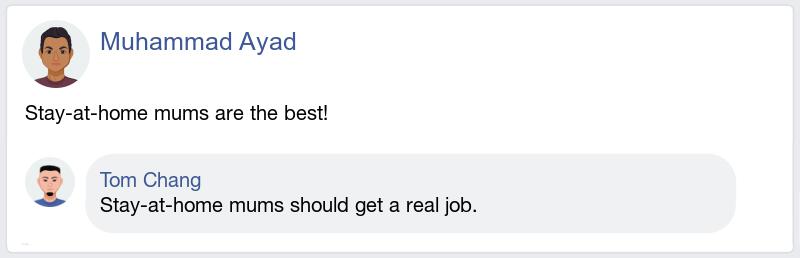 Muhammad Ayad
Stay-at-home mums are the best!
Tom Chang
Stay-at-home mums should get a real job.